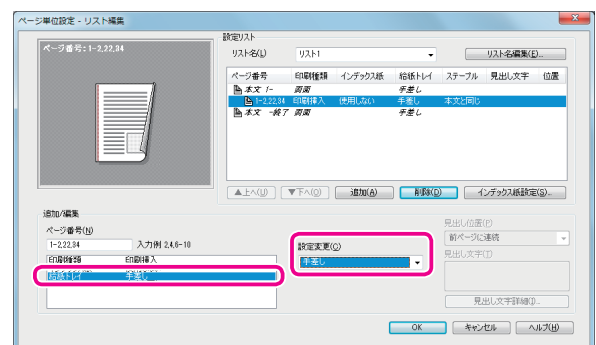 ページ単位設定 - リスト編集
ページ番号:1-2,22,34
設定リスト
リスト名(L)
リスト1
リスト名編集(E)...
ページ番号 印刷種類 インデックス紙 給紙トレイ ステープル 見出し文字 位置
本文 1- 両面 手差し
1-2,22,34 印刷挿入 使用しない 手差し 本文と同じ
本文 -終了 両面 手差し
▲上へ(U) ▼下へ(O) 追加(A) 削除(D) インデックス紙設定(S)...
追加/編集
ページ番号(N)
1-2,22,34 入力例 2,4,6-10
印刷種類 印刷挿入
給紙トレイ 手差し
設定変更(C)
手差し
見出し位置(P)
前ページに連続
見出し文字(T)
見出し文字詳細(I)...
OK キャンセル ヘルプ(H)